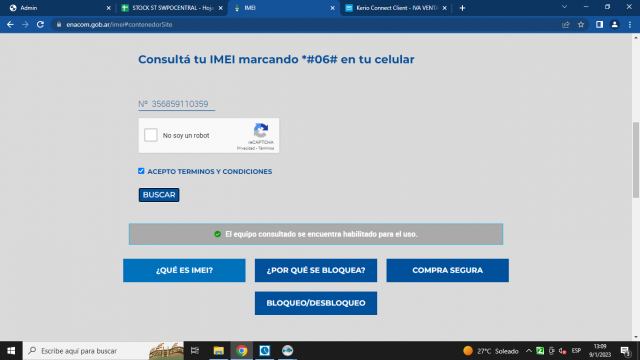 Admin
STOCK ST SWPOCENTRAL - Hoja
IMEI
Kerio Connect Client - IVA VENTA
enacom.gob.ar/imei#contenedorSite
Consultá tu IMEI marcando *#06# en tu celular
Nº 356859110359
No soy un robot
reCAPTCHA
Privacidad - Términos
ACEPTO TERMINOS Y CONDICIONES
BUSCAR
El equipo consultado se encuentra habilitado para el uso.
¿QUÉ ES IMEI?
¿POR QUÉ SE BLOQUEA?
COMPRA SEGURA
BLOQUEO/DESBLOQUEO
Escribe aquí para buscar
27°C Soleado
ESP
13:09
9/1/2023